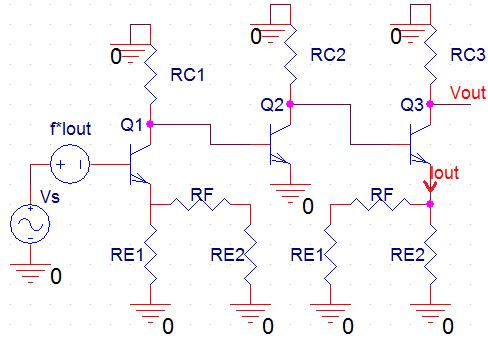 0 0 0
RC1 RC2 RC3
Q1 Q2 Q3 Vout
f*Iout
+ -
Iout
Vs
RF RF
+
-
0
RE1 RE2 RE1 RE2
0
0 0 0 0